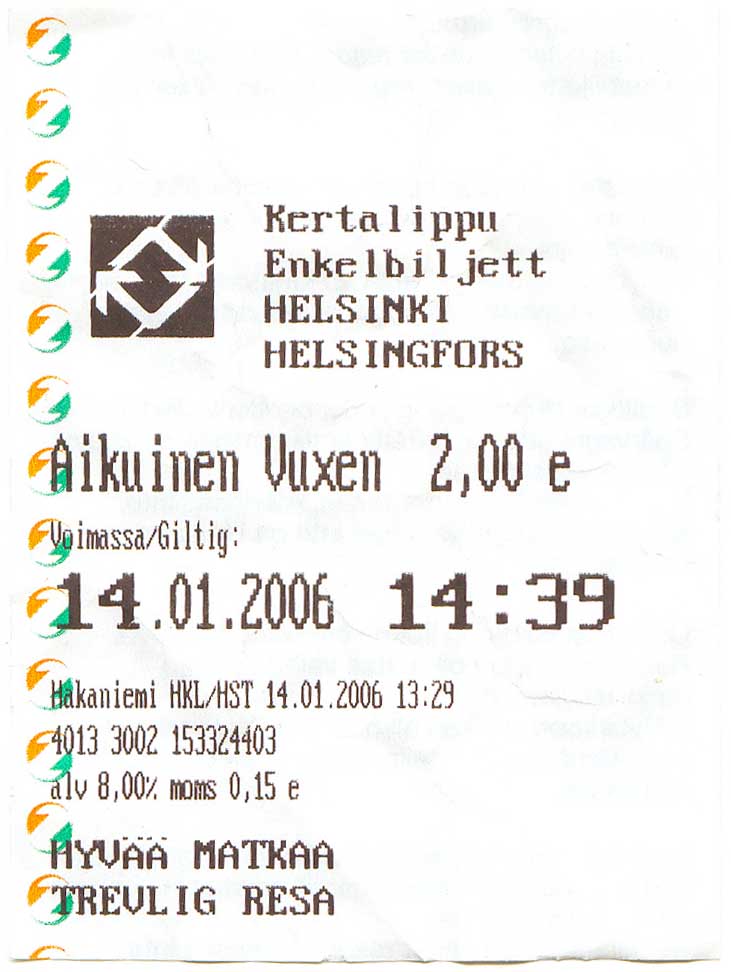 Kertalippu
Enkelbiljett
HELSINKI
HELSINGFORS
Aikuinen Vuxen 2,00 e
Voimassa/Giltig:
14.01.2006 14:39
Hakaniemi HKL/HST 14.01.2006 13:29
4013 3002 153324403
alv 8,00% moms 0,15 e
HYVÄÄ MATKAA
TREVLIG RESA